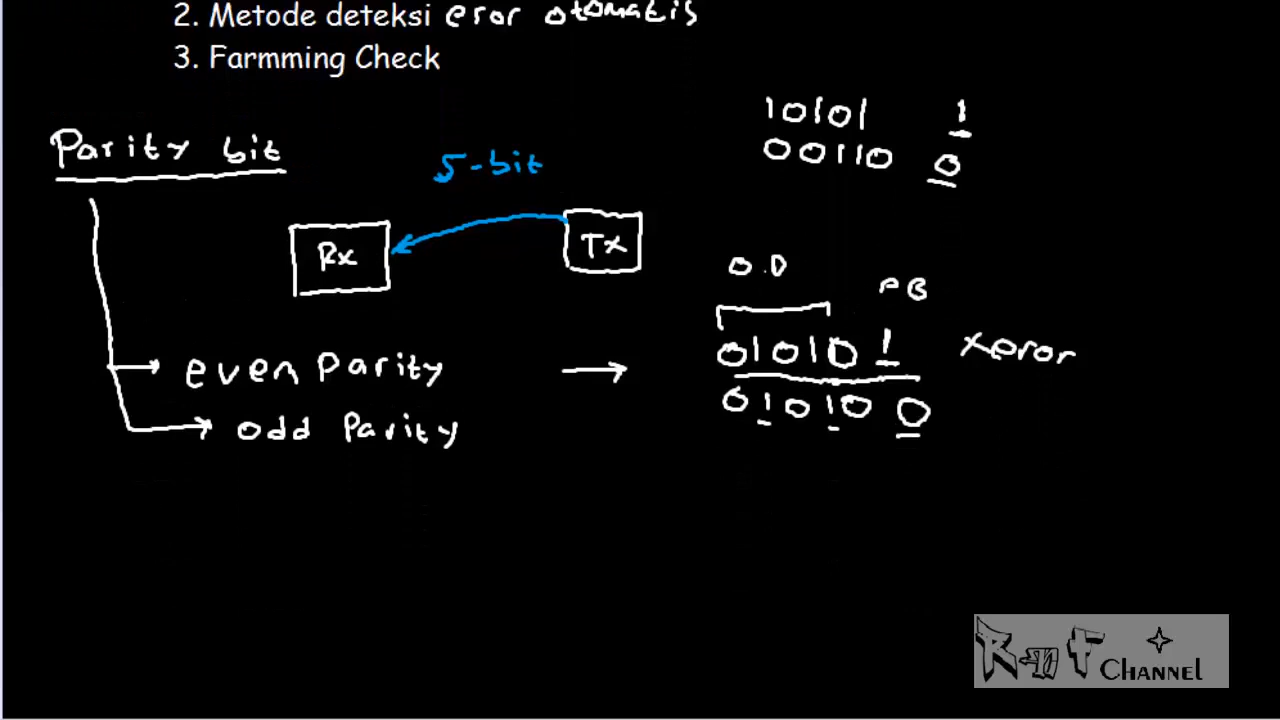 2. Metode deteksi eror otomatis
3. Farmming Check
10101 1
00110 0
Parity bit
5-bit
Rx
Tx
O.D
PB
01010 1 xeror
even parity
01010 0
odd parity
R-nf CHANNEL